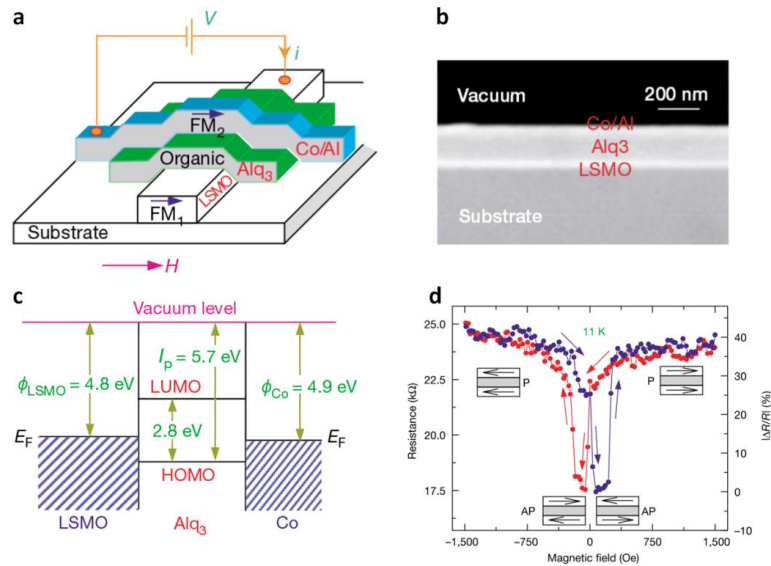 a
V
i
FM2
Co/Al
Organic
Alq3
LSMO
FM1
Substrate
H
b
Vacuum
200 nm
Co/Al
Alq3
LSMO
Substrate
c
Vacuum level
Ip = 5.7 eV
ϕLSMO = 4.8 eV
LUMO
ϕCo = 4.9 eV
EF
2.8 eV
EF
HOMO
LSMO
Alq3
Co
d
25.0
22.5
19.0
17.5
Resistance (kΩ)
11 K
P
P
AP
AP
40
30
20
10
0
−10
|ΔR/R| (%)
−1,500
−750
0
750
1,500
Magnetic field (Oe)